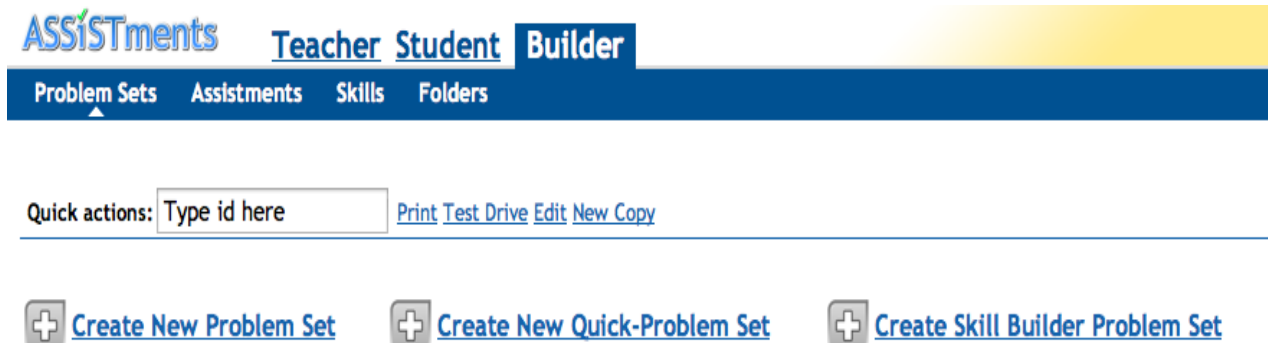 ASSiSTments Teacher Student Builder
Problem Sets Assistments Skills Folders
Quick actions: Type id here Print Test Drive Edit New Copy
Create New Problem Set Create New Quick-Problem Set Create Skill Builder Problem Set